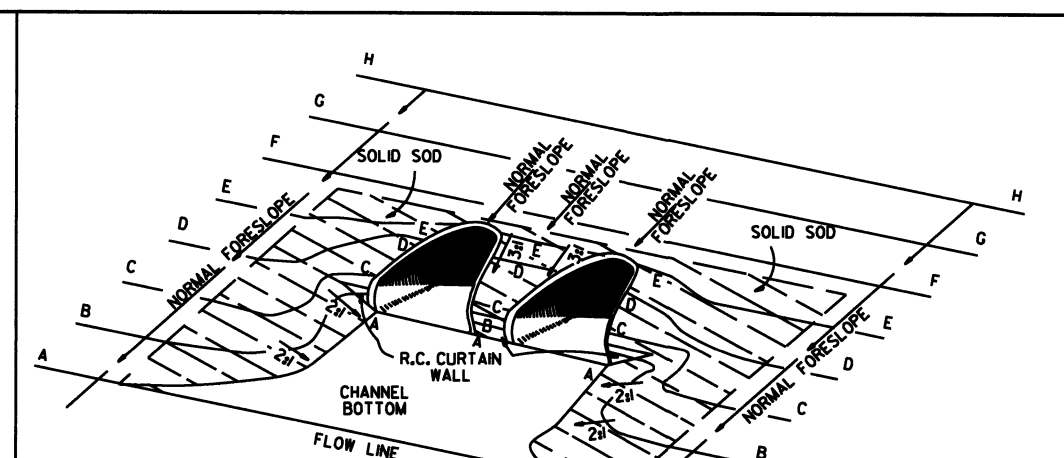 H
G
F
SOLID SOD
NORMAL FORESLOPE
NORMAL FORESLOPE
NORMAL FORESLOPE
H
E
SOLID SOD
G
D
NORMAL FORESLOPE
E
D
3:1
E
D
3:1
E
F
C
C
C
D
C
B
2:1
A
B
A
E
A
2:1
R.C. CURTAIN
WALL
A
NORMAL FORESLOPE
D
CHANNEL
BOTTOM
2:1
C
FLOW LINE
2:1
B